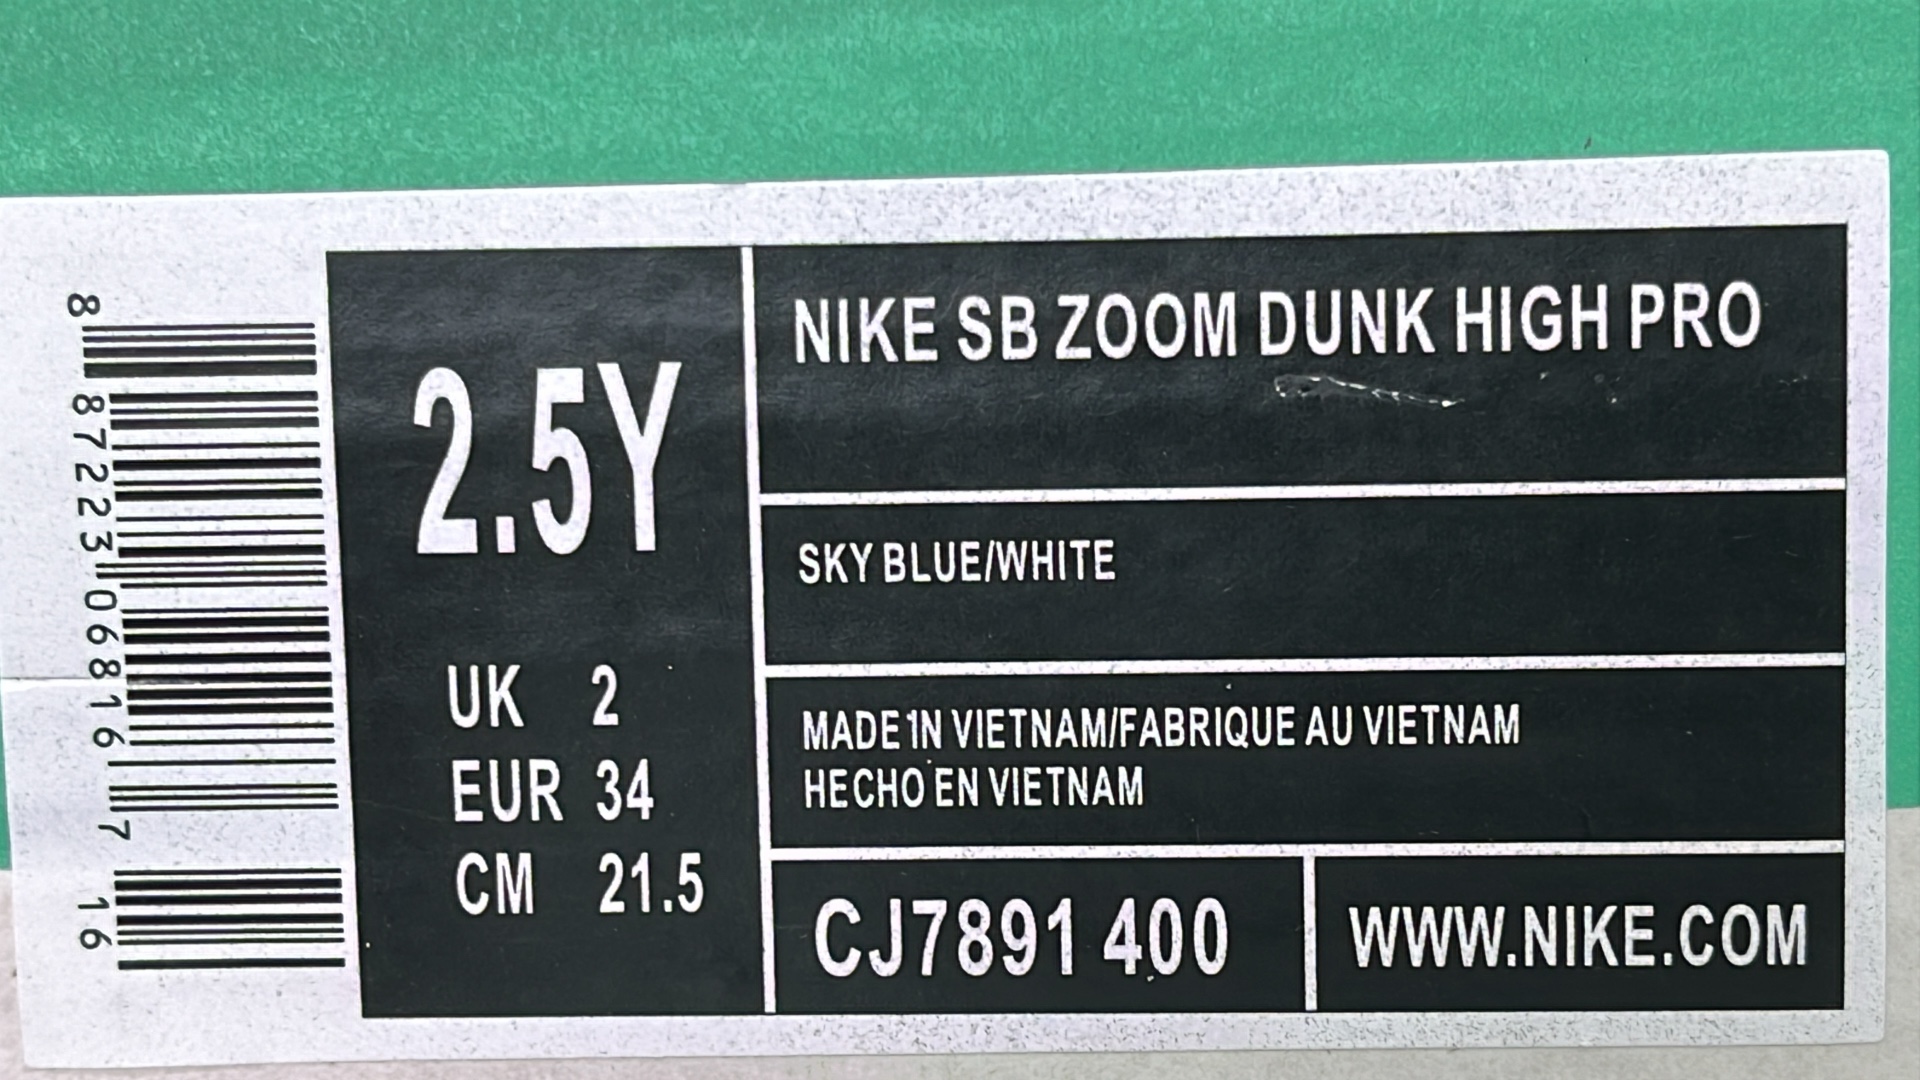 8 87223 06816 7 16
2.5Y
UK 2
EUR 34
CM 21.5
NIKE SB ZOOM DUNK HIGH PRO
SKY BLUE/WHITE
MADE IN VIETNAM/FABRIQUE AU VIETNAM
HECHO EN VIETNAM
CJ7891 400
WWW.NIKE.COM